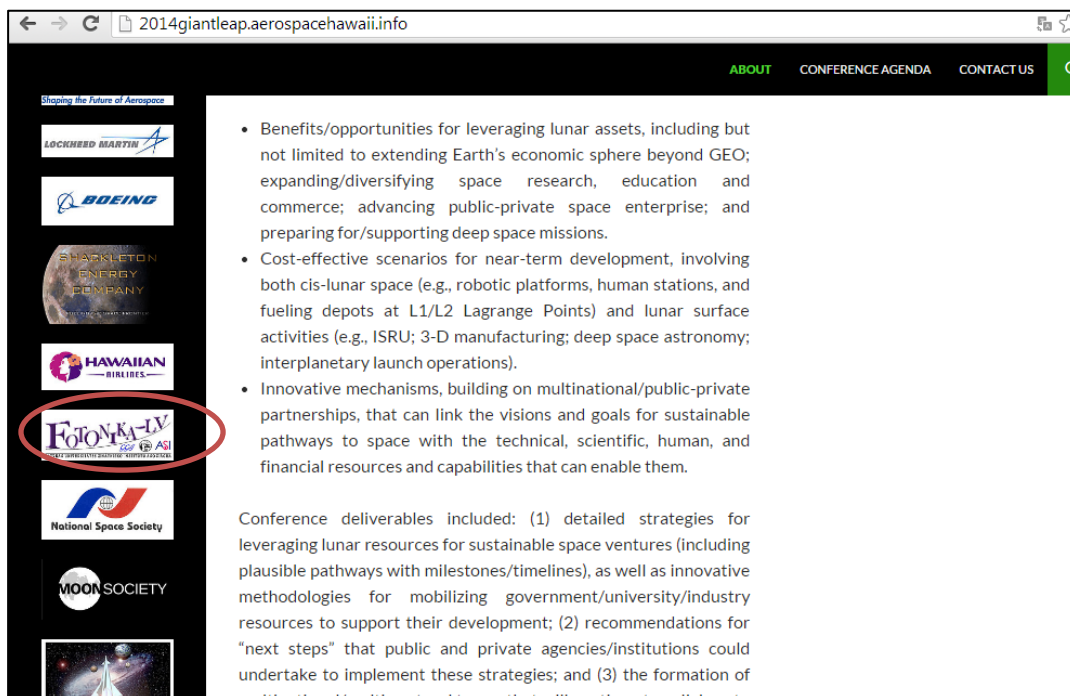 2014giantleap.aerospacehawaii.info
ABOUT CONFERENCE AGENDA CONTACT US
Shaping the Future of Aerospace
LOCKHEED MARTIN
BOEING
SHACKLETON
ENERGY
COMPANY
HAWAIIAN
AIRLINES
FOTONIKA-LV
ASI
National Space Society
MOON SOCIETY
• Benefits/opportunities for leveraging lunar assets, including but
not limited to extending Earth’s economic sphere beyond GEO;
expanding/diversifying space research, education and
commerce; advancing public-private space enterprise; and
preparing for/supporting deep space missions.
• Cost-effective scenarios for near-term development, involving
both cis-lunar space (e.g., robotic platforms, human stations, and
fueling depots at L1/L2 Lagrange Points) and lunar surface
activities (e.g., ISRU; 3-D manufacturing; deep space astronomy;
interplanetary launch operations).
• Innovative mechanisms, building on multinational/public-private
partnerships, that can link the visions and goals for sustainable
pathways to space with the technical, scientific, human, and
financial resources and capabilities that can enable them.
Conference deliverables included: (1) detailed strategies for
leveraging lunar resources for sustainable space ventures (including
plausible pathways with milestones/timelines), as well as innovative
methodologies for mobilizing government/university/industry
resources to support their development; (2) recommendations for
“next steps” that public and private agencies/institutions could
undertake to implement these strategies; and (3) the formation of